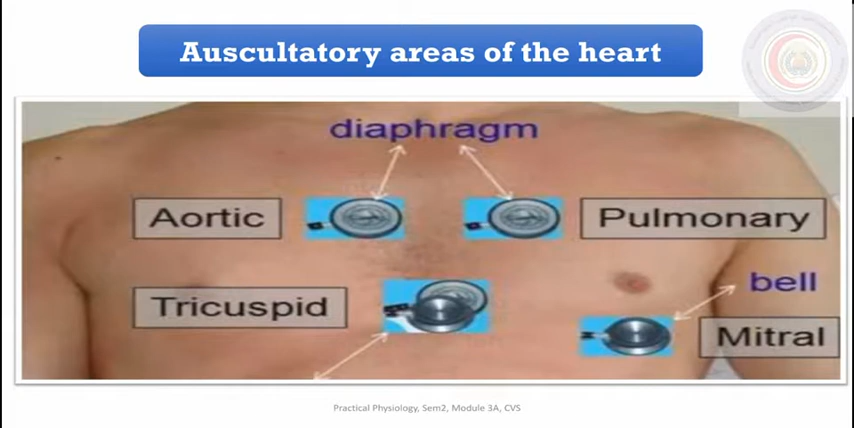 Auscultatory areas of the heart
diaphragm
Aortic
Pulmonary
bell
Tricuspid
Mitral
Practical Physiology, Sem2, Module 3A, CVS